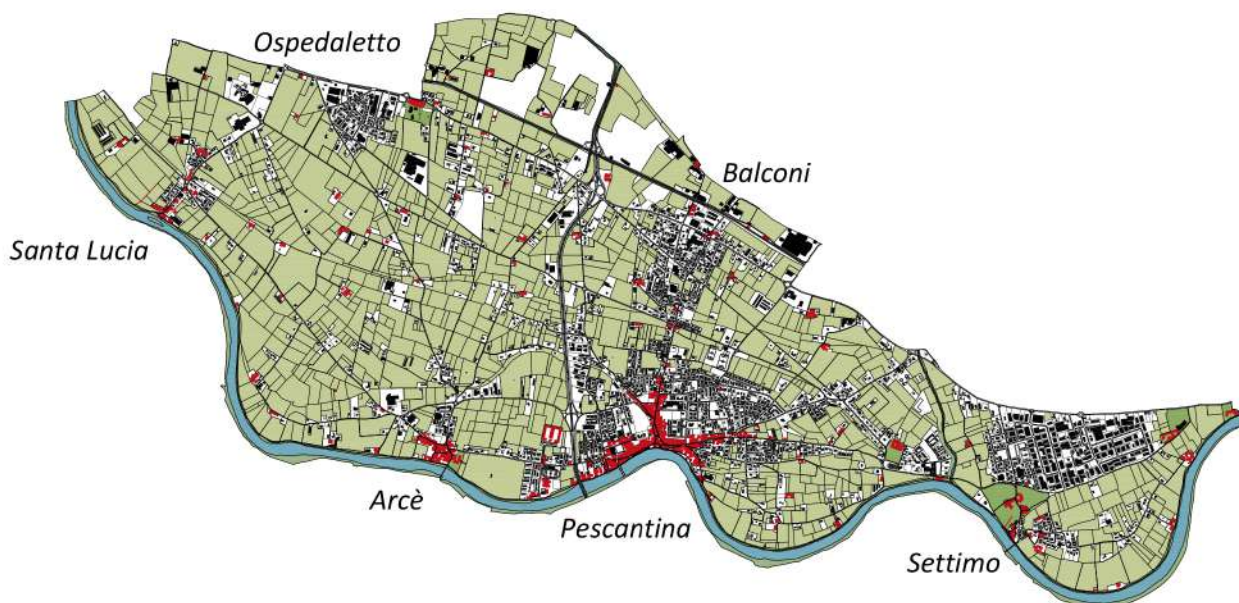 Ospedaletto
Balconi
Santa Lucia
Arcè
Pescantina
Settimo